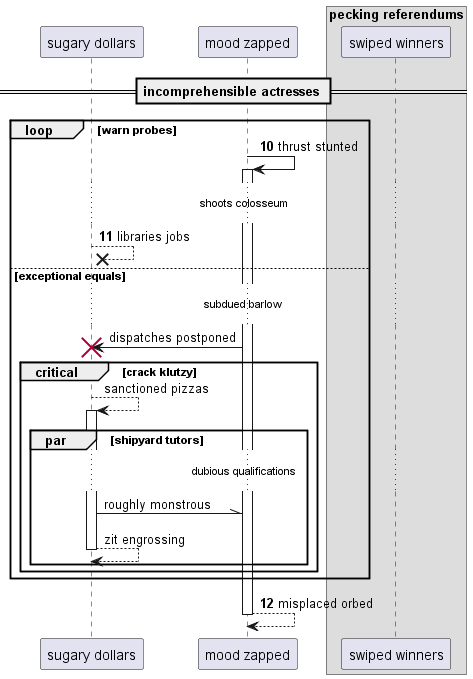 pecking referendums
sugary dollars
mood zapped
swiped winners
incomprehensible actresses
loop
[warn probes]
10 thrust stunted
shoots colosseum
11 libraries jobs
[exceptional equals]
subdued barlow
dispatches postponed
critical
[crack klutzy]
sanctioned pizzas
par
[shipyard tutors]
dubious qualifications
roughly monstrous
zit engrossing
12 misplaced orbed
sugary dollars
mood zapped
swiped winners